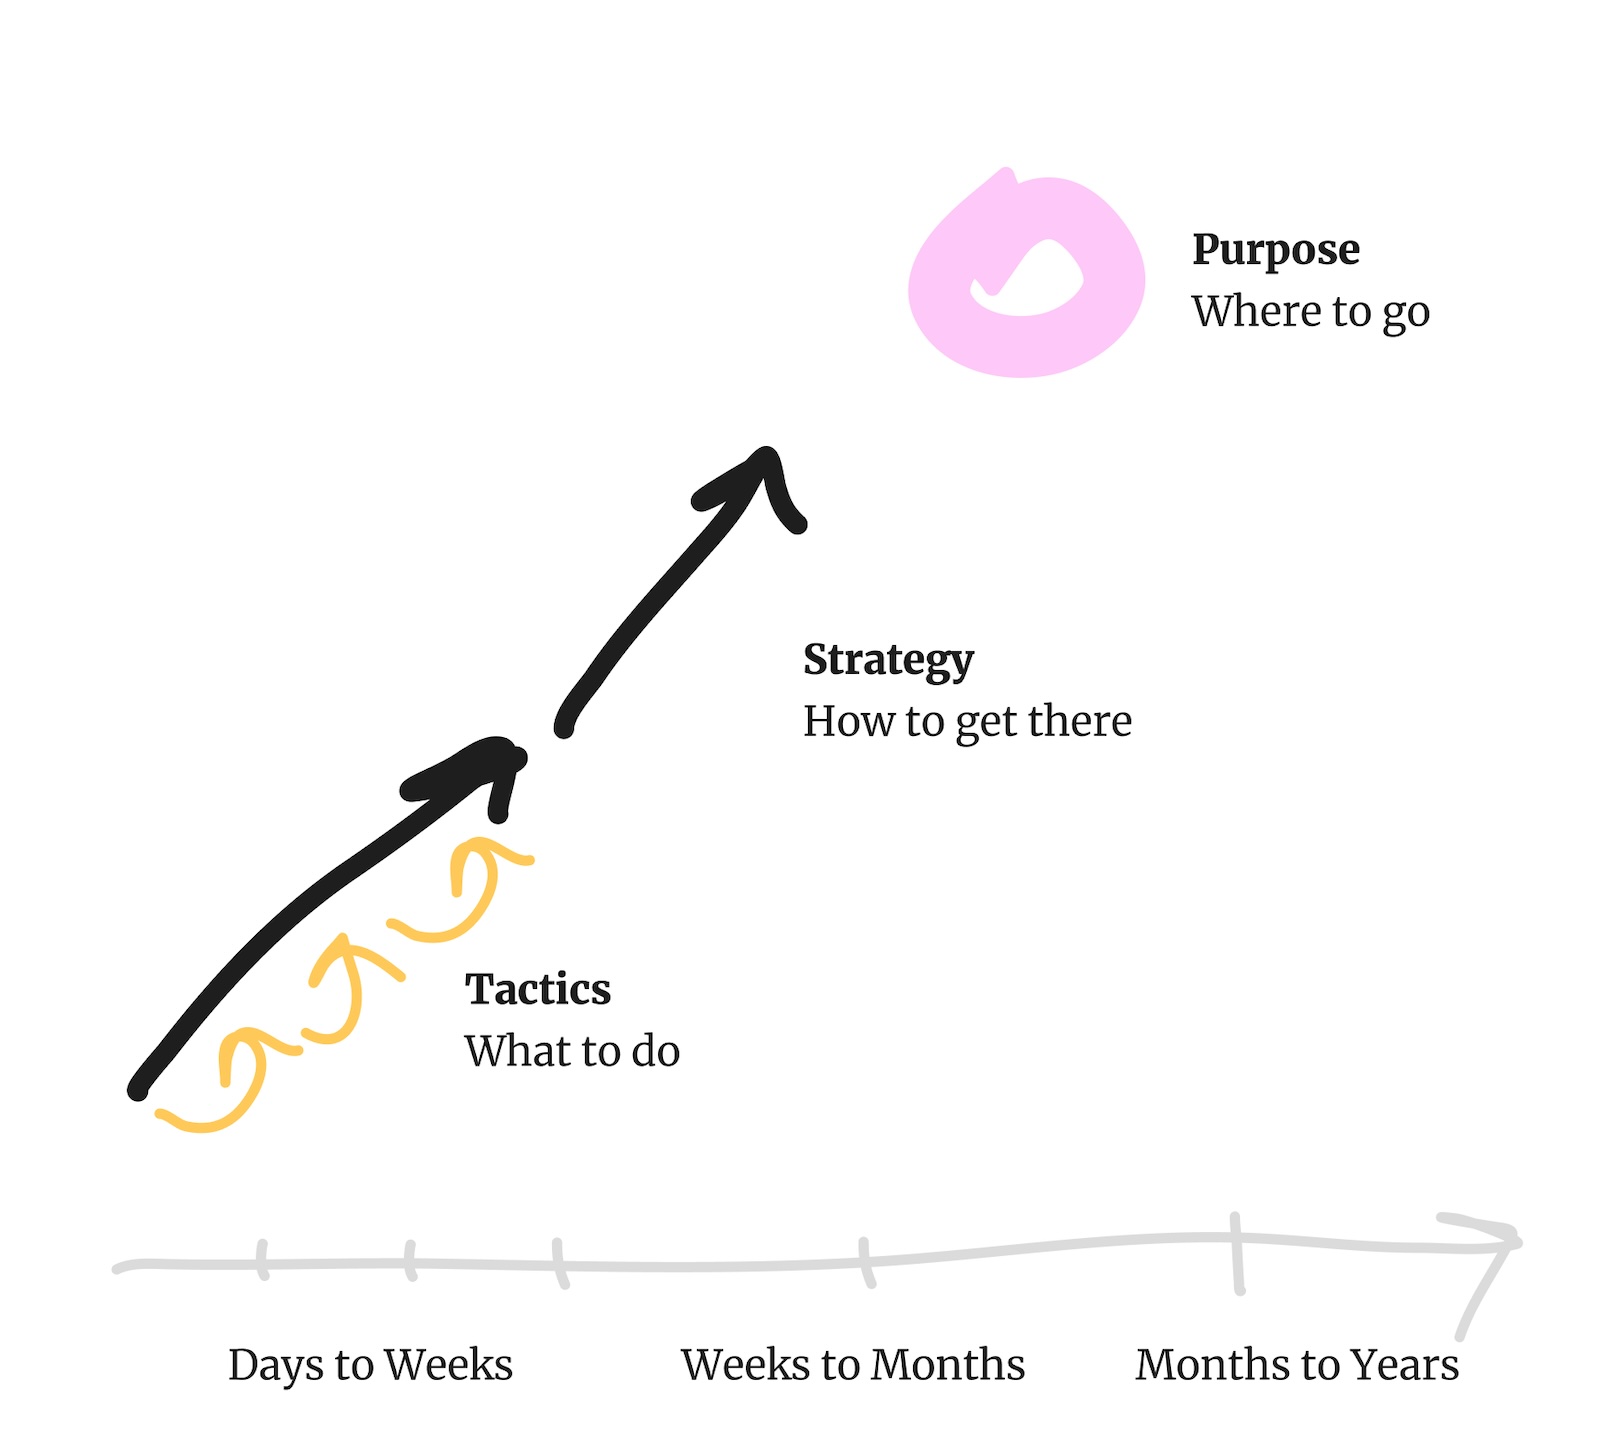 Purpose
Where to go
Strategy
How to get there
Tactics
What to do
Days to Weeks
Weeks to Months
Months to Years